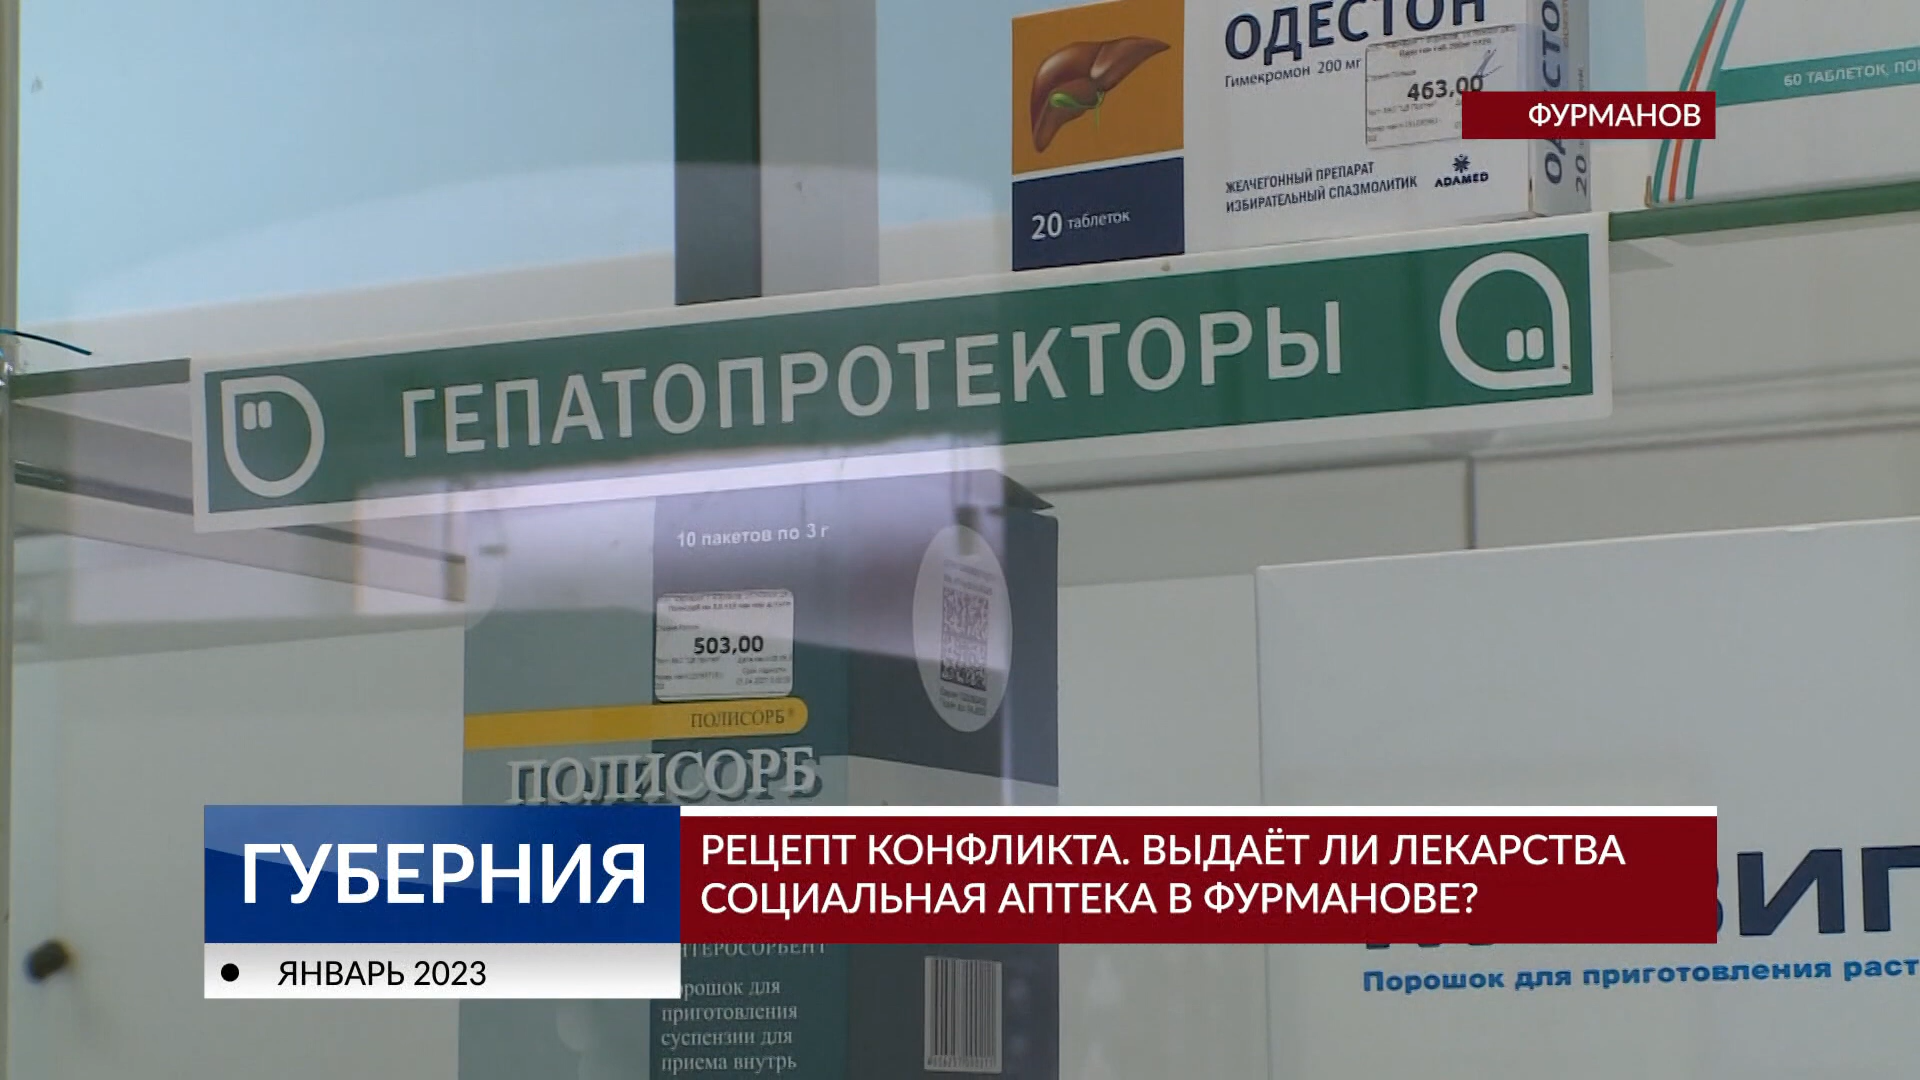 ОДЕСТОН
Гимекромон 200 мг
463,00
ЖЕЛЧЕГОННЫЙ ПРЕПАРАТ
ИЗБИРАТЕЛЬНЫЙ СПАЗМОЛИТИК
ADAMED
20 таблеток
20
60 ТАБЛЕТОК,
ФУРМАНОВ
ГЕПАТОПРОТЕКТОРЫ
10 пакетов по 3 г
503,00
ПОЛИСОРБ®
ПОЛИСОРБ
ГУБЕРНИЯ
РЕЦЕПТ КОНФЛИКТА. ВЫДАЁТ ЛИ ЛЕКАРСТВА
СОЦИАЛЬНАЯ АПТЕКА В ФУРМАНОВЕ?
ЯНВАРЬ 2023
приготовления
суспензии для
приема внутрь
Порошок для приготовления раст